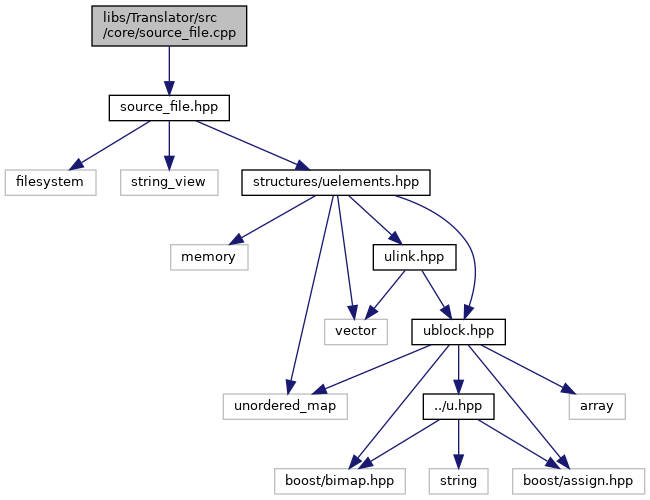 libs/Translator/src
/core/source_file.cpp
source_file.hpp
filesystem
string_view
structures/uelements.hpp
memory
ulink.hpp
vector
ublock.hpp
unordered_map
../u.hpp
array
boost/bimap.hpp
string
boost/assign.hpp